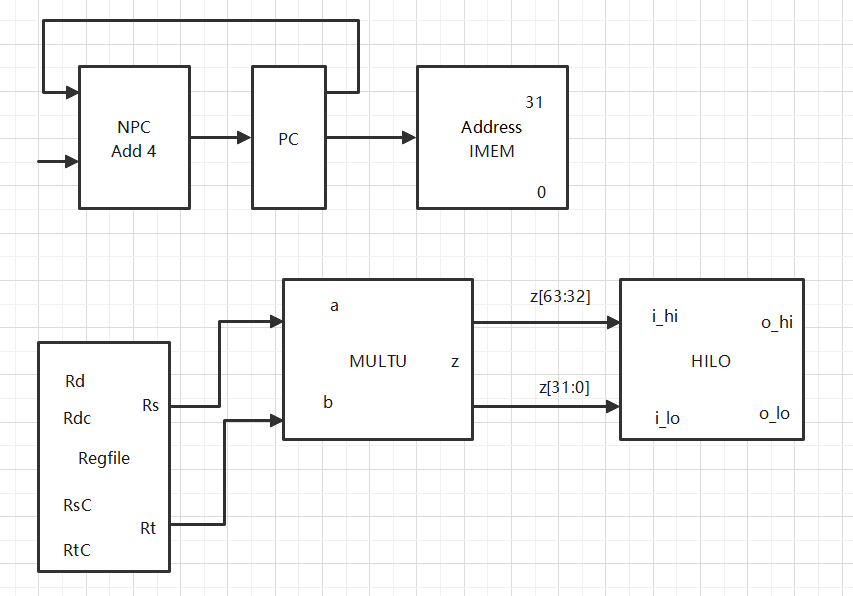 NPC
Add 4
PC
31
Address
IMEM
0
a
MULTU
z
b
z[63:32]
z[31:0]
i_hi
o_hi
HILO
i_lo
o_lo
Rd
Rs
Rdc
Regfile
RsC
Rt
RtC